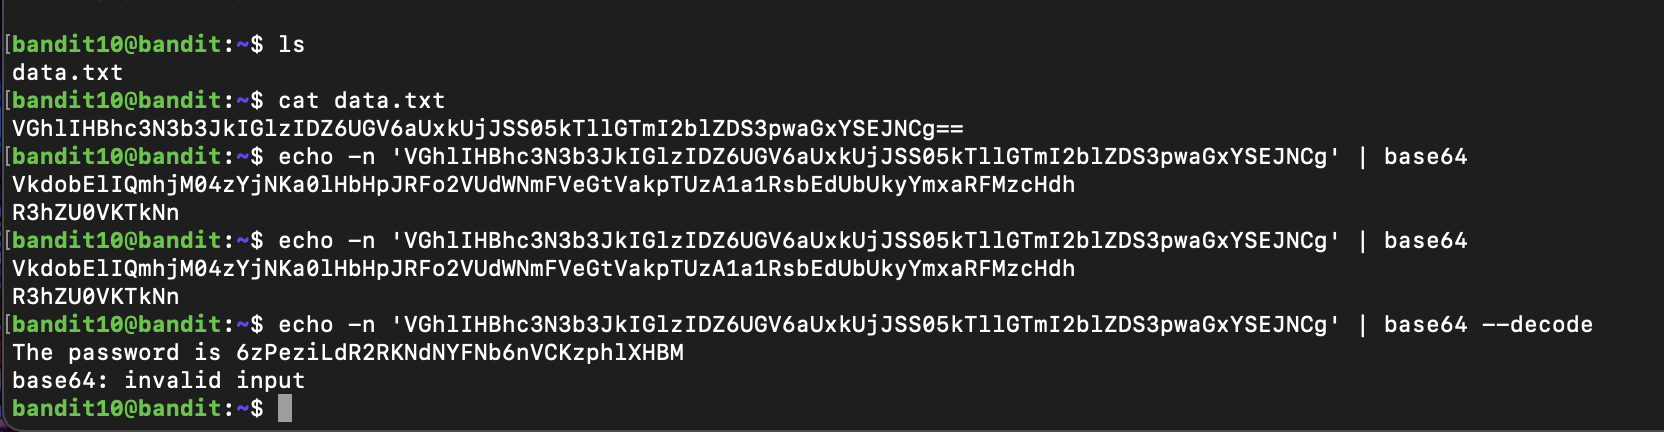 [bandit10@bandit:~$ ls
data.txt
[bandit10@bandit:~$ cat data.txt
VGhlIHBhc3N3b3JkIGlzIDZ6UGV6aUxkUjJSS05kTllGTmI2blZDS3pwaGxYSEJNCg==
[bandit10@bandit:~$ echo -n 'VGhlIHBhc3N3b3JkIGlzIDZ6UGV6aUxkUjJSS05kTllGTmI2blZDS3pwaGxYSEJNCg' | base64
VkdobElIQmhjM04zYjNKa0lHbHpJRFo2VUdWNmFVeGtVakpTUzA1a1RsbEdUbUkyYmxaRFMzcHdh
R3hZU0VKTkNn
[bandit10@bandit:~$ echo -n 'VGhlIHBhc3N3b3JkIGlzIDZ6UGV6aUxkUjJSS05kTllGTmI2blZDS3pwaGxYSEJNCg' | base64
VkdobElIQmhjM04zYjNKa0lHbHpJRFo2VUdWNmFVeGtVakpTUzA1a1RsbEdUbUkyYmxaRFMzcHdh
R3hZU0VKTkNn
[bandit10@bandit:~$ echo -n 'VGhlIHBhc3N3b3JkIGlzIDZ6UGV6aUxkUjJSS05kTllGTmI2blZDS3pwaGxYSEJNCg' | base64 --decode
The password is 6zPeziLdR2RKNdNYFNb6nVCKzphlXHBM
base64: invalid input
bandit10@bandit:~$